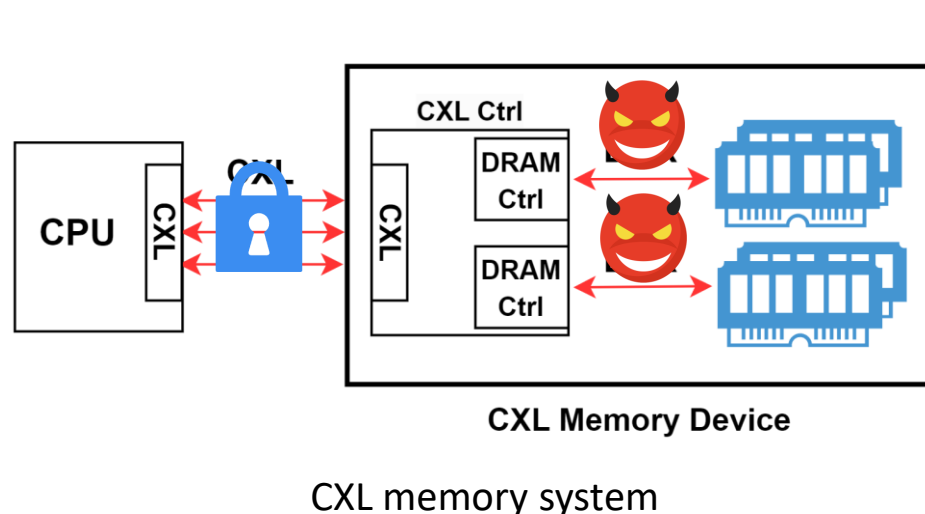 CXL Ctrl
CXL
DRAM
Ctrl
CPU
CXL
CXL
DRAM
Ctrl
CXL Memory Device
CXL memory system